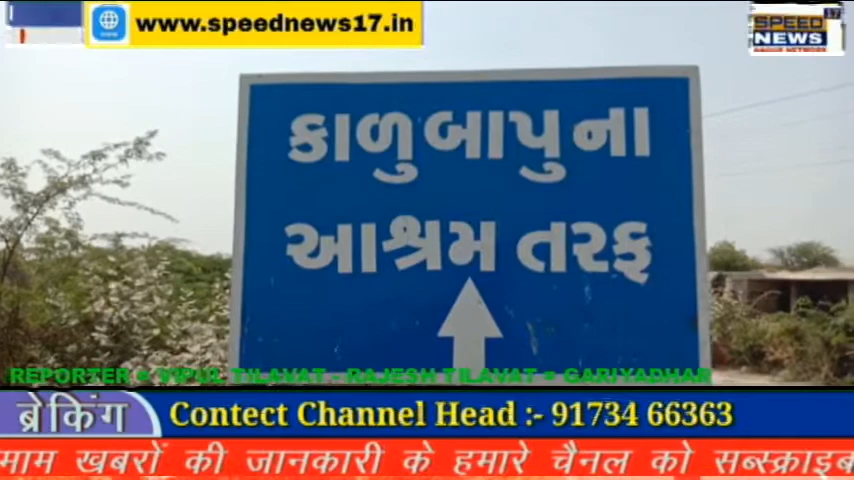 www.speednews17.in
SPEED 17
NEWS
કાળુ બાપુ ના
આશ્રમ તરફ
REPORTER = VIPUL TILAVAT - RAJESH TILAVAT = GARIYADHAR
ब्रेकिंग
Contect Channel Head :- 91734 66363
खबरों की जानकारी के हमारे चैनल को सब्स्क्राइब